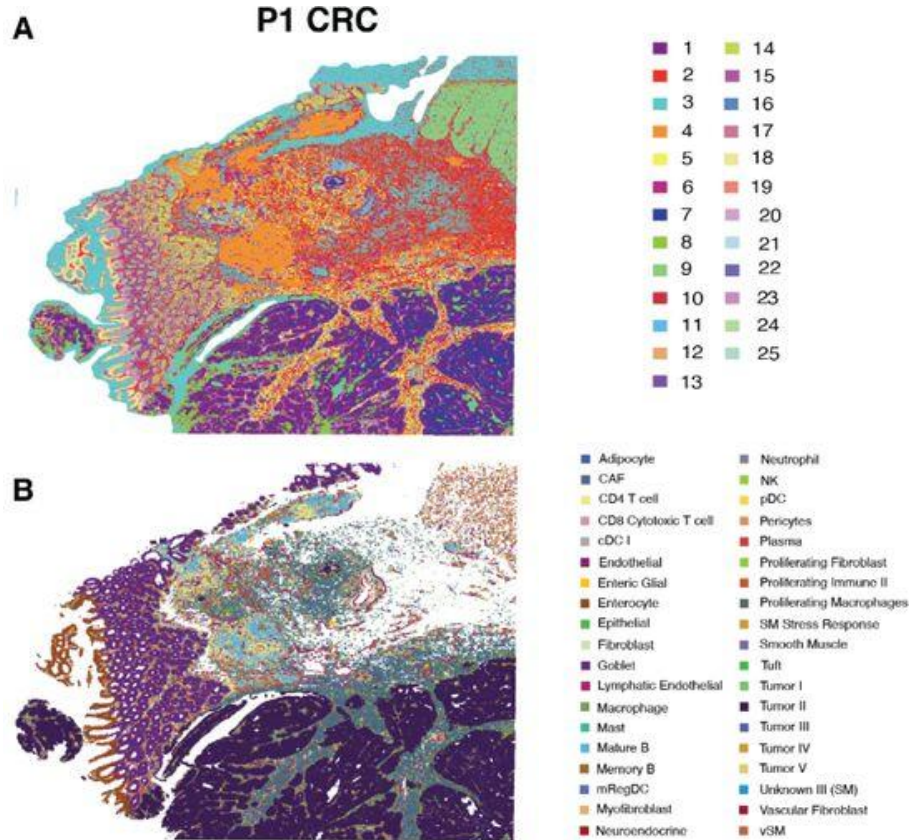 P1 CRC
A
1
2
3
4
5
6
7
8
9
10
11
12
13
14
15
16
17
18
19
20
21
22
23
24
25
B
Adipocyte
CAF
CD4 T cell
CD8 Cytotoxic T cell
cDC I
Endothelial
Enteric Glial
Enterocyte
Epithelial
Fibroblast
Goblet
Lymphatic Endothelial
Macrophage
Mast
Mature B
Memory B
mRegDC
Myofibroblast
Neuroendocrine
Neutrophil
NK
pDC
Pericytes
Plasma
Proliferating Fibroblast
Proliferating Immune II
Proliferating Macrophages
SM Stress Response
Smooth Muscle
Tuft
Tumor I
Tumor II
Tumor III
Tumor IV
Tumor V
Unknown III (SM)
Vascular Fibroblast
vSM